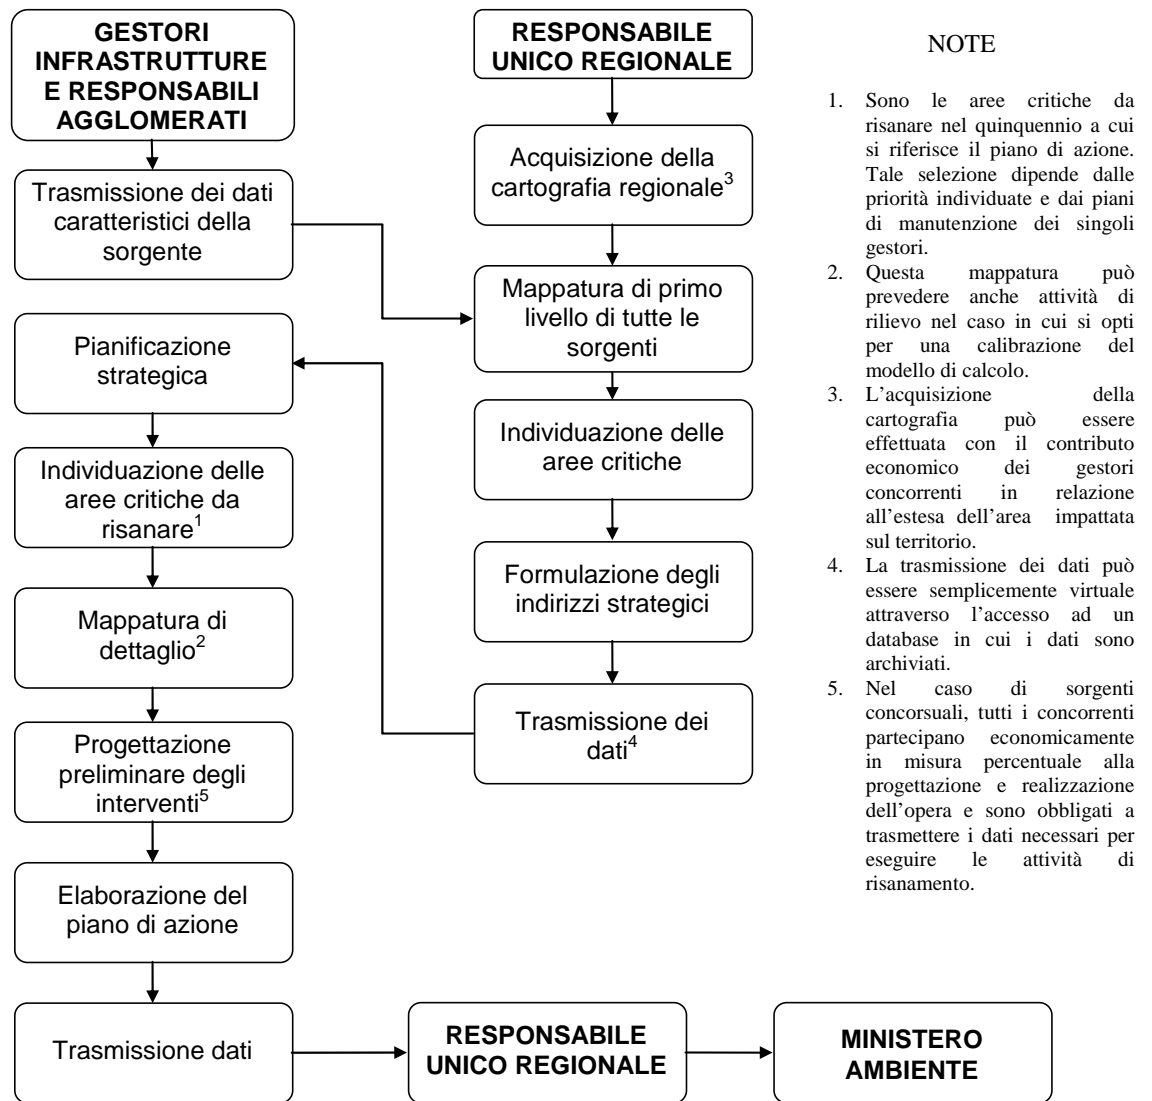 GESTORI
INFRASTRUTTURE
E RESPONSABILI
AGGLOMERATI
Trasmissione dei dati
caratteristici della
sorgente
Pianificazione
strategica
Individuazione delle
aree critiche da
risanare1
Mappatura di
dettaglio2
Progettazione
preliminare degli
interventi5
Elaborazione del
piano di azione
Trasmissione dati
RESPONSABILE
UNICO REGIONALE
Acquisizione della
cartografia regionale3
Mappatura di primo
livello di tutte le
sorgenti
Individuazione delle
aree critiche
Formulazione degli
indirizzi strategici
Trasmissione dei
dati4
RESPONSABILE
UNICO REGIONALE
MINISTERO
AMBIENTE
NOTE
1. Sono le aree critiche da
risanare nel quinquennio a cui
si riferisce il piano di azione.
Tale selezione dipende dalle
priorità individuate e dai piani
di manutenzione dei singoli
gestori.
2. Questa mappatura può
prevedere anche attività di
rilievo nel caso in cui si opti
per una calibrazione del
modello di calcolo.
3. L'acquisizione della
cartografia può essere
effettuata con il contributo
economico dei gestori
concorrenti in relazione
all'estesa dell'area impattata
sul territorio.
4. La trasmissione dei dati può
essere semplicemente virtuale
attraverso l'accesso ad un
database in cui i dati sono
archiviati.
5. Nel caso di sorgenti
concorsuali, tutti i concorrenti
partecipano economicamente
in misura percentuale alla
progettazione e realizzazione
dell'opera e sono obbligati a
trasmettere i dati necessari per
eseguire le attività di
risanamento.